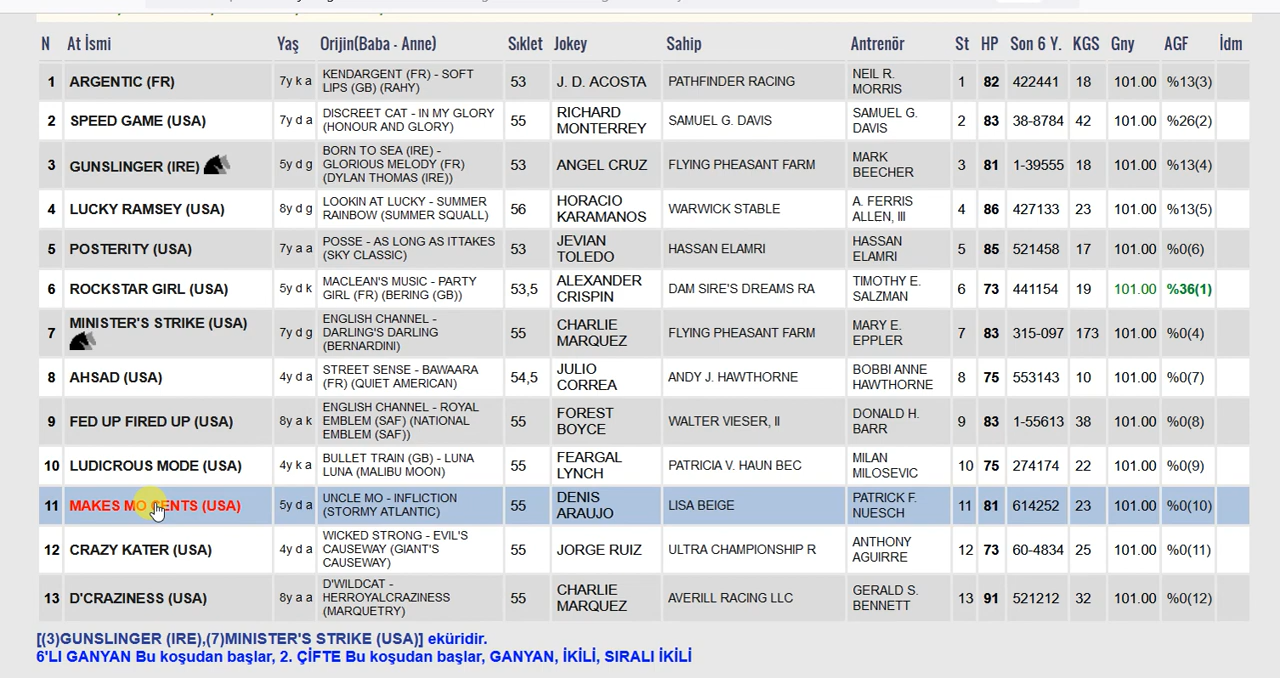 N At İsmi Yaş Orijin(Baba - Anne) Sıklet Jokey Sahip Antrenör St HP Son 6 Y. KGS Gny AGF İdm
1 ARGENTIC (FR) 7y k a KENDARGENT (FR) - SOFT LIPS (GB) (RAHY) 53 J. D. ACOSTA PATHFINDER RACING NEIL R. MORRIS 1 82 422441 18 101.00 %13(3)
2 SPEED GAME (USA) 7y d a DISCREET CAT - IN MY GLORY (HONOUR AND GLORY) 55 RICHARD MONTERREY SAMUEL G. DAVIS SAMUEL G. DAVIS 2 83 38-8784 42 101.00 %26(2)
3 GUNSLINGER (IRE) 5y d g BORN TO SEA (IRE) - GLORIOUS MELODY (FR) (DYLAN THOMAS (IRE)) 53 ANGEL CRUZ FLYING PHEASANT FARM MARK BEECHER 3 81 1-39555 18 101.00 %13(4)
4 LUCKY RAMSEY (USA) 8y d g LOOKIN AT LUCKY - SUMMER RAINBOW (SUMMER SQUALL) 56 HORACIO KARAMANOS WARWICK STABLE A. FERRIS ALLEN, III 4 86 427133 23 101.00 %13(5)
5 POSTERITY (USA) 7y a a POSSE - AS LONG AS ITTAKES (SKY CLASSIC) 53 JEVIAN TOLEDO HASSAN ELAMRI HASSAN ELAMRI 5 85 521458 17 101.00 %0(6)
6 ROCKSTAR GIRL (USA) 5y d k MACLEAN'S MUSIC - PARTY GIRL (FR) (BERING (GB)) 53,5 ALEXANDER CRISPIN DAM SIRE'S DREAMS RA TIMOTHY E. SALZMAN 6 73 441154 19 101.00 %36(1)
7 MINISTER'S STRIKE (USA) 7y d g ENGLISH CHANNEL - DARLING'S DARLING (BERNARDINI) 55 CHARLIE MARQUEZ FLYING PHEASANT FARM MARY E. EPPLER 7 83 315-097 173 101.00 %0(4)
8 AHSAD (USA) 4y d a STREET SENSE - BAWAARA (FR) (QUIET AMERICAN) 54,5 JULIO CORREA ANDY J. HAWTHORNE BOBBI ANNE HAWTHORNE 8 75 553143 10 101.00 %0(7)
9 FED UP FIRED UP (USA) 8y a k ENGLISH CHANNEL - ROYAL EMBLEM (SAF) (NATIONAL EMBLEM (SAF)) 55 FOREST BOYCE WALTER VIESER, II DONALD H. BARR 9 83 1-55613 38 101.00 %0(8)
10 LUDICROUS MODE (USA) 4y k a BULLET TRAIN (GB) - LUNA LUNA (MALIBU MOON) 55 FEARGAL LYNCH PATRICIA V. HAUN BEC MILAN MILOSEVIC 10 75 274174 22 101.00 %0(9)
11 MAKES MO CENTS (USA) 5y d a UNCLE MO - INFLICTION (STORMY ATLANTIC) 55 DENIS ARAUJO LISA BEIGE PATRICK F. NUESCH 11 81 614252 23 101.00 %0(10)
12 CRAZY KATER (USA) 4y d a WICKED STRONG - EVIL'S CAUSEWAY (GIANT'S CAUSEWAY) 55 JORGE RUIZ ULTRA CHAMPIONSHIP R ANTHONY AGUIRRE 12 73 60-4834 25 101.00 %0(11)
13 D'CRAZINESS (USA) 8y a a D'WILDCAT - HERROYALCRAZINESS (MARQUETRY) 55 CHARLIE MARQUEZ AVERILL RACING LLC GERALD S. BENNETT 13 91 521212 32 101.00 %0(12)
[(3)GUNSLINGER (IRE),(7)MINISTER'S STRIKE (USA)] eküridir.
6'LI GANYAN Bu koşudan başlar, 2. ÇİFTE Bu koşudan başlar, GANYAN, İKİLİ, SIRALI İKİLİ